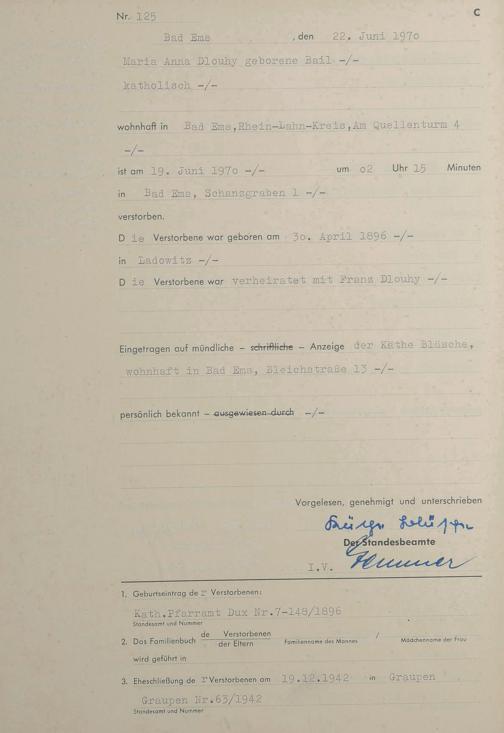 Nr. 125 C
Bad Ems , den 22. Juni 1970
Maria Anna Dlouhy geborene Bail -/-
katholisch -/-
wohnhaft in Bad Ems,Rhein-Lahn-Kreis,Am Quellenturm 4
-/-
ist am 19. Juni 1970 -/- um 02 Uhr 15 Minuten
in Bad Ems, Schanzgraben 1 -/-
verstorben.
D ie Verstorbene war geboren am 30. April 1896 -/-
in Ladowitz -/-
D ie Verstorbene war verheiratet mit Franz Dlouhy -/-
Eingetragen auf mündliche – schriftliche – Anzeige der Käthe Bläsche,
wohnhaft in Bad Ems, Bleichstraße 13 -/-
persönlich bekannt – ausgewiesen durch -/-
Vorgelesen, genehmigt und unterschrieben
Der Standesbeamte
I.V.
1. Geburtseintrag de r Verstorbenen:
Kath.Pfarramt Dux Nr.7-148/1896
Standesamt und Nummer
2. Das Familienbuch de Verstorbenen / der Eltern Familienname des Mannes / Mädchenname der Frau
wird geführt in
3. Eheschließung de r Verstorbenen am 19.12.1942 in Graupen
Graupen Nr.63/1942
Standesamt und Nummer